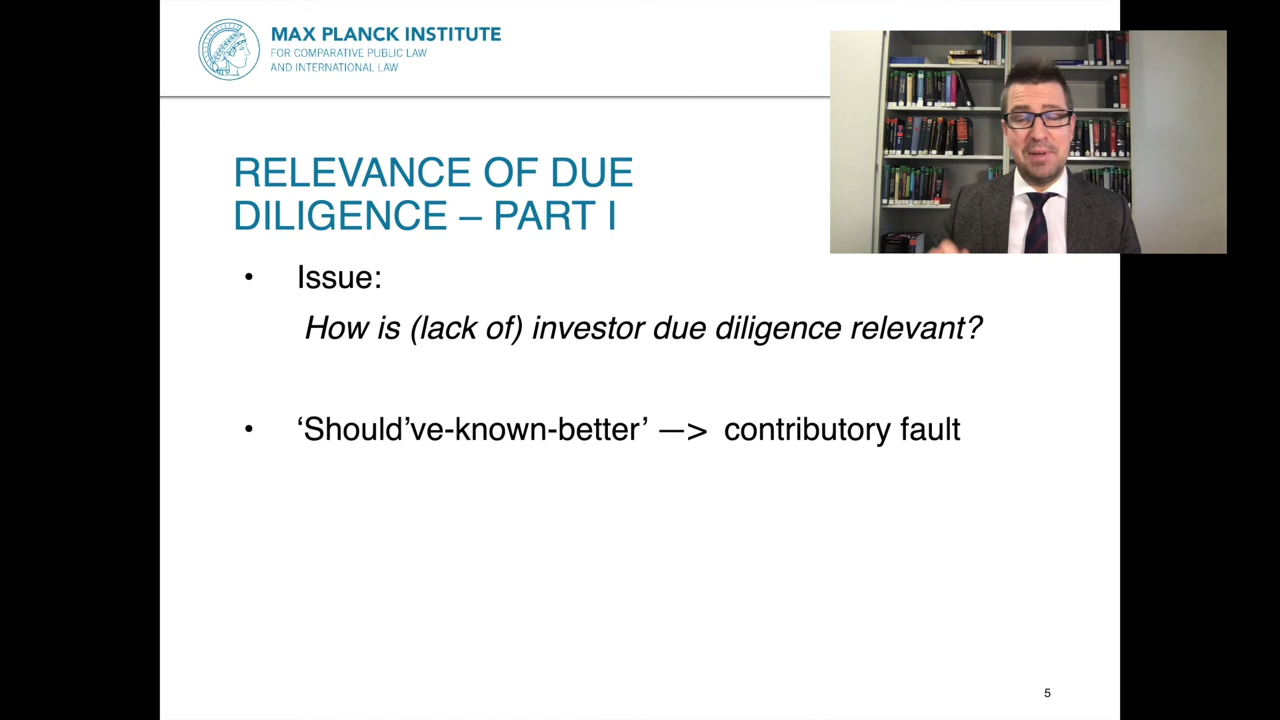 MAX PLANCK INSTITUTE
FOR COMPARATIVE PUBLIC LAW
AND INTERNATIONAL LAW
RELEVANCE OF DUE
DILIGENCE – PART I
• Issue:
How is (lack of) investor due diligence relevant?
• ‘Should’ve-known-better’ —> contributory fault
5